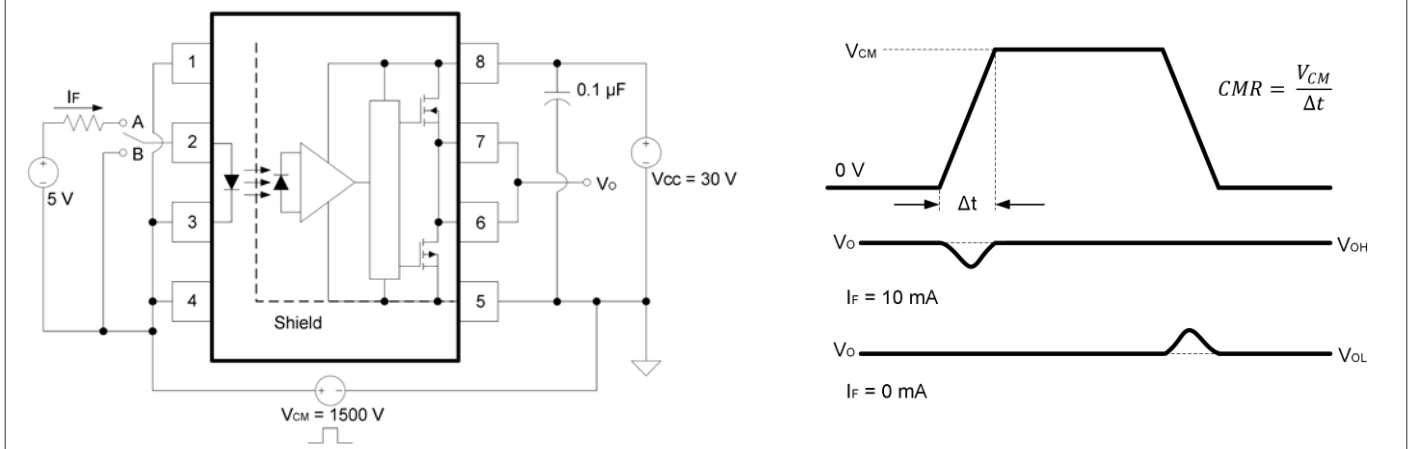 1
8
IF
0.1 µF
A
2
7
B
5 V
VO
VCC = 30 V
3
6
4
5
Shield
VCM = 1500 V
VCM
CMR = VCM / Δt
0 V
Δt
VO
VOH
IF = 10 mA
VO
VOL
IF = 0 mA